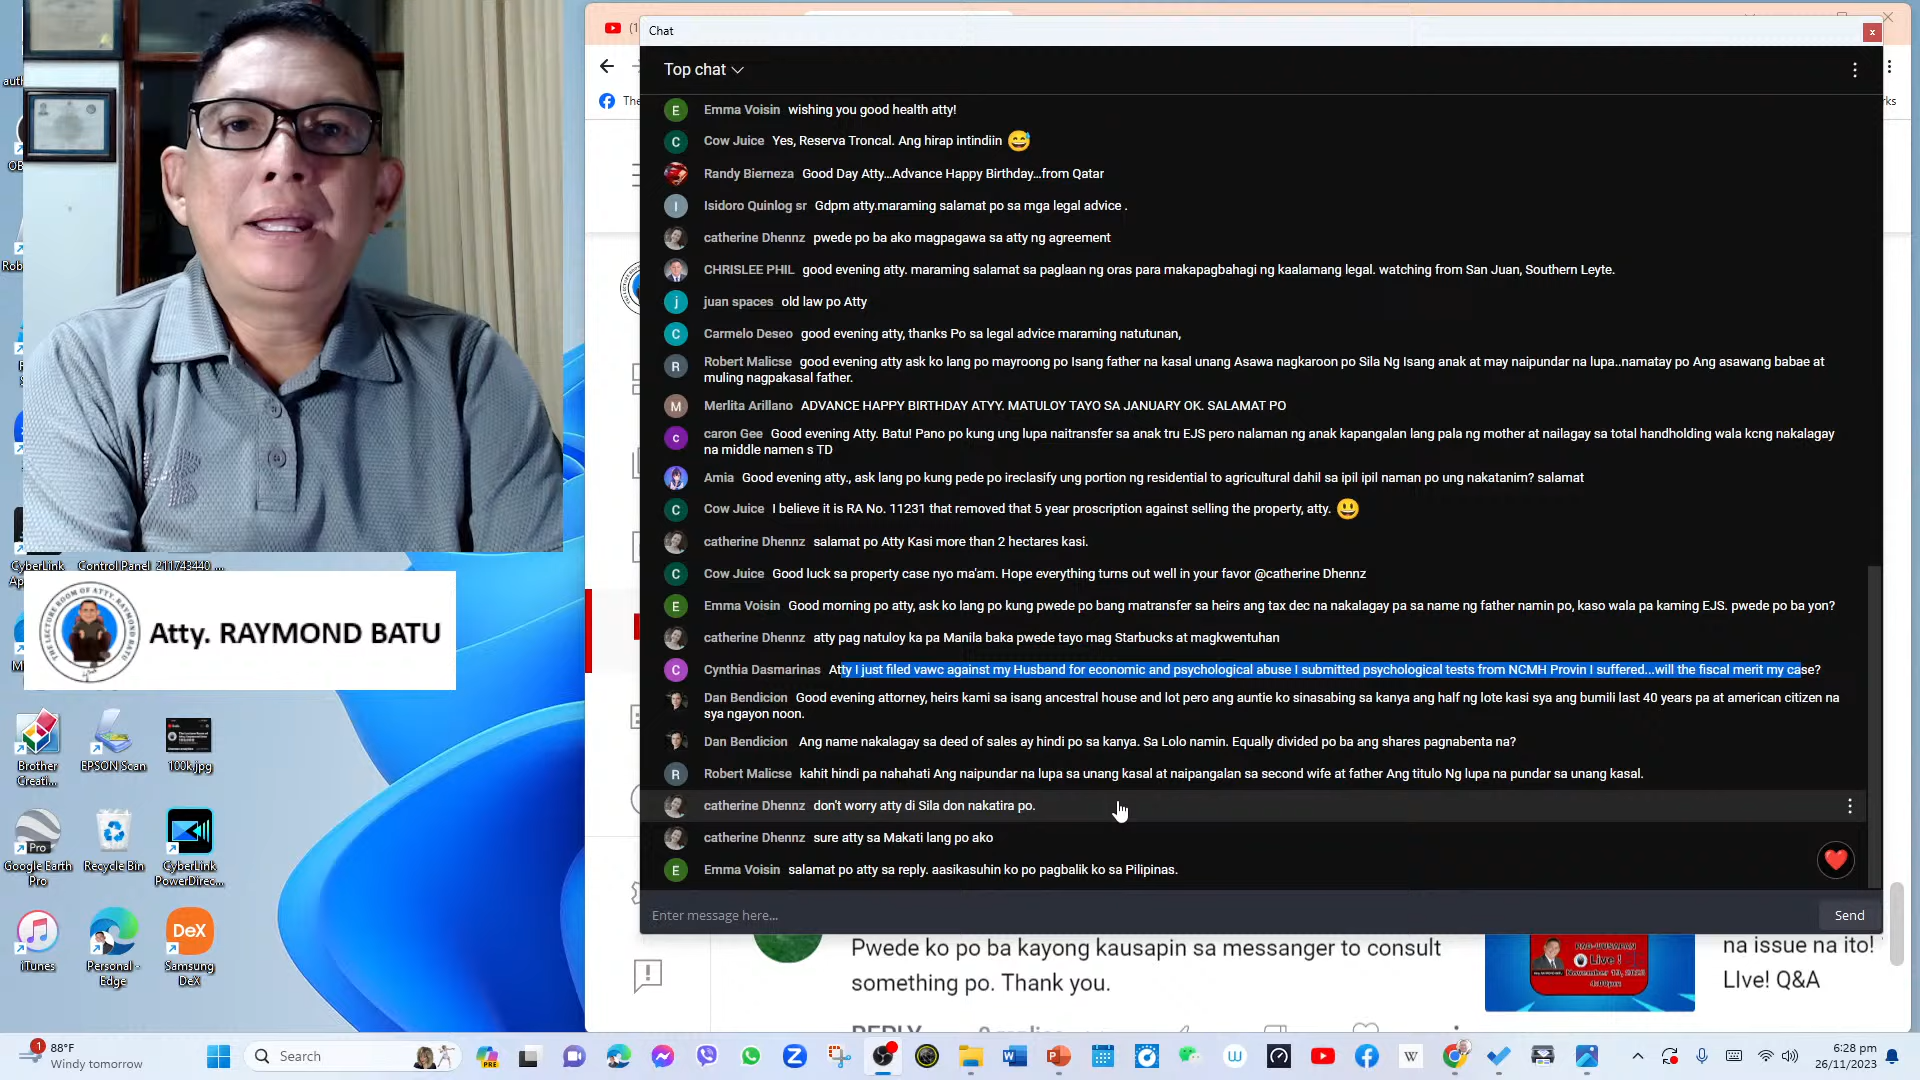 Chat
Top chat
Emma Voisin wishing you good health atty!
Cow Juice Yes, Reserva Troncal. Ang hirap intindiin 😅
Randy Bierneza Good Day Atty...Advance Happy Birthday...from Qatar
Isidoro Quinlog sr Gdpm atty.maraming salamat po sa mga legal advice .
catherine Dhennz pwede po ba ako magpagawa sa atty ng agreement
CHRISLEE PHIL good evening atty. maraming salamat sa paglaan ng oras para makapagbahagi ng kaalamang legal. watching from San Juan, Southern Leyte.
juan spaces old law po Atty
Carmelo Deseo good evening atty, thanks Po sa legal advice maraming natutunan,
Robert Malicse good evening atty ask ko lang po mayroong po Isang father na kasal unang Asawa nagkaroon po Sila Ng Isang anak at may naipundar na lupa..namatay po Ang asawang babae at
muling nagpakasal father.
Merlita Arillano ADVANCE HAPPY BIRTHDAY ATYY. MATULOY TAYO SA JANUARY OK. SALAMAT PO
caron Gee Good evening Atty. Batu! Pano po kung ung lupa naitransfer sa anak tru EJS pero nalaman ng anak kapangalan lang pala ng mother at nailagay sa total handholding wala kcng nakalagay
na middle namen s TD
Amia Good evening atty., ask lang po kung pede po ireclasify ung portion ng residential to agricultural dahil sa ipil ipil naman po ung nakatanim? salamat
Cow Juice I believe it is RA No. 11231 that removed that 5 year proscription against selling the property, atty. 😃
catherine Dhennz salamat po Atty Kasi more than 2 hectares kasi.
Cow Juice Good luck sa property case nyo ma'am. Hope everything turns out well in your favor @catherine Dhennz
Emma Voisin Good morning po atty, ask ko lang po kung pwede po bang matransfer sa heirs ang tax dec na nakalagay pa sa name ng father namin po, kaso wala pa kaming EJS. pwede po ba yon?
catherine Dhennz atty pag natuloy ka pa Manila baka pwede tayo mag Starbucks at magkwentuhan
Cynthia Dasmarinas Atty I just filed vawc against my Husband for economic and psychological abuse I submitted psychological tests from NCMH Provin I suffered...will the fiscal merit my case?
Dan Bendicion Good evening attorney, heirs kami sa isang ancestral house and lot pero ang auntie ko sinasabing sa kanya ang half ng lote kasi sya ang bumili last 40 years pa at american citizen na
sya ngayon noon.
Dan Bendicion Ang name nakalagay sa deed of sales ay hindi po sa kanya. Sa Lolo namin. Equally divided po ba ang shares pagnabenta na?
Robert Malicse kahit hindi pa nahahati Ang naipundar na lupa sa unang kasal at naipangalan sa second wife at father Ang titulo Ng lupa na pundar sa unang kasal.
catherine Dhennz don't worry atty di Sila don nakatira po.
catherine Dhennz sure atty sa Makati lang po ako
Emma Voisin salamat po atty sa reply. aasikasuhin ko po pagbalik ko sa Pilipinas.
Enter message here...
Send
Pwede ko po ba kayong kausapin sa messanger to consult
something po. Thank you.
REPLY
Live !
November 13, 2023
na issue na ito!
LIve! Q&A
THE LECTURE ROOM OF ATTY. RAYMOND BATU
Atty. RAYMOND BATU
CyberLink
Control Panel
211743440 ...
Brother
Creati...
EPSON Scan
100k.jpg
Google Earth
Pro
Recycle Bin
CyberLink
PowerDirec...
iTunes
Personal -
Edge
DeX
Samsung
DeX
1
88°F
Windy tomorrow
Search
PRE
6:28 pm
26/11/2023